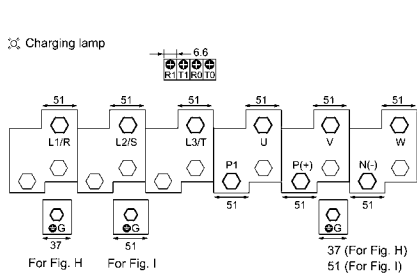 Charging lamp
6.6
R1 T1 R0 T0
51 51 51 51 51 51
L1/R L2/S L3/T U V W
P1 P(+) N(-)
51 51 51
G G G
37 51 37 (For Fig. H)
For Fig. H For Fig. I 51 (For Fig. I)